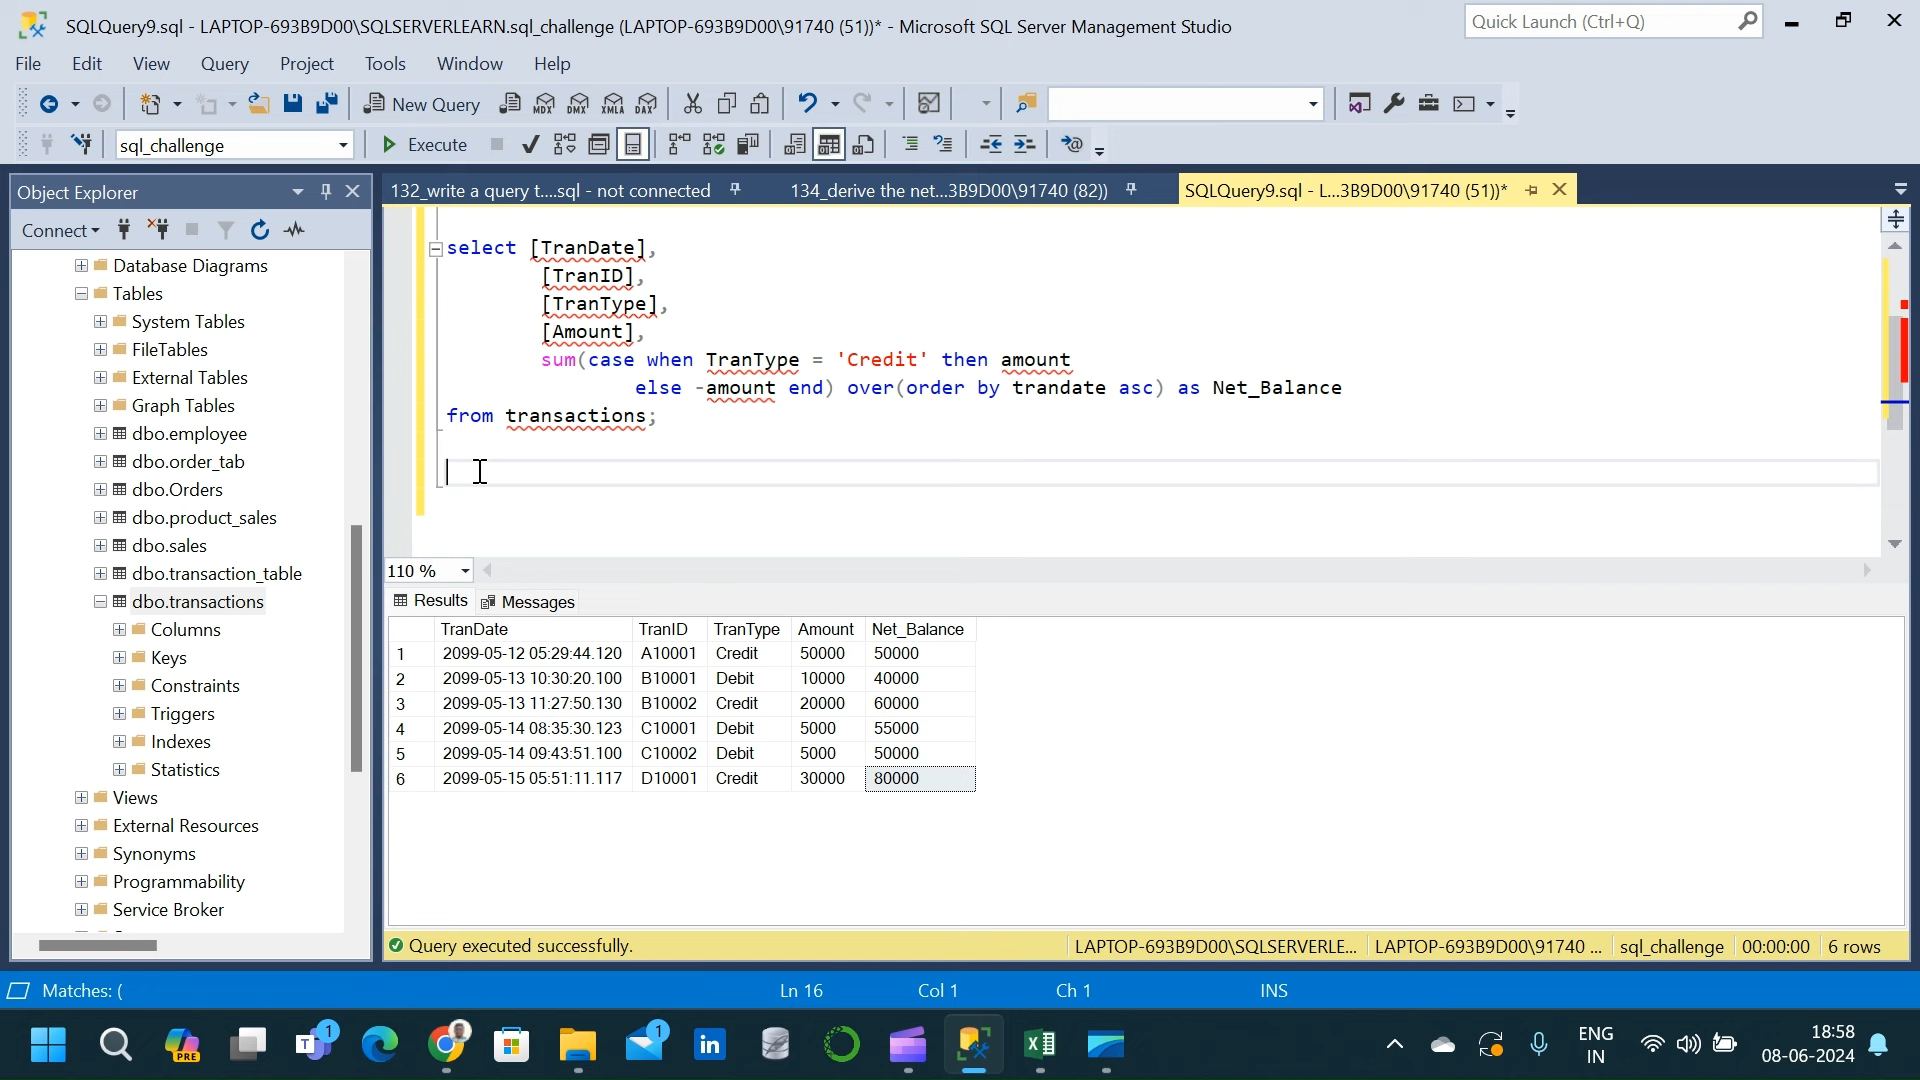 SQLQuery9.sql - LAPTOP-693B9D00\SQLSERVERLEARN.sql_challenge (LAPTOP-693B9D00\91740 (51))* - Microsoft SQL Server Management Studio
Quick Launch (Ctrl+Q)
File Edit View Query Project Tools Window Help
New Query MDX DMX XMLA DAX
sql_challenge Execute
Object Explorer
132_write a query t....sql - not connected
134_derive the net...3B9D00\91740 (82))
SQLQuery9.sql - L...3B9D00\91740 (51))*
Connect
Database Diagrams
Tables
System Tables
FileTables
External Tables
Graph Tables
dbo.employee
dbo.order_tab
dbo.Orders
dbo.product_sales
dbo.sales
dbo.transaction_table
dbo.transactions
Columns
Keys
Constraints
Triggers
Indexes
Statistics
Views
External Resources
Synonyms
Programmability
Service Broker
select [TranDate],
[TranID],
[TranType],
[Amount],
sum(case when TranType = 'Credit' then amount
else -amount end) over(order by trandate asc) as Net_Balance
from transactions;
110 %
Results Messages
TranDate TranID TranType Amount Net_Balance
1 2099-05-12 05:29:44.120 A10001 Credit 50000 50000
2 2099-05-13 10:30:20.100 B10001 Debit 10000 40000
3 2099-05-13 11:27:50.130 B10002 Credit 20000 60000
4 2099-05-14 08:35:30.123 C10001 Debit 5000 55000
5 2099-05-14 09:43:51.100 C10002 Debit 5000 50000
6 2099-05-15 05:51:11.117 D10001 Credit 30000 80000
Query executed successfully. LAPTOP-693B9D00\SQLSERVERLE... LAPTOP-693B9D00\91740 ... sql_challenge 00:00:00 6 rows
Matches: ( Ln 16 Col 1 Ch 1 INS
PRE
T 1
1
in
ENG
IN
18:58
08-06-2024